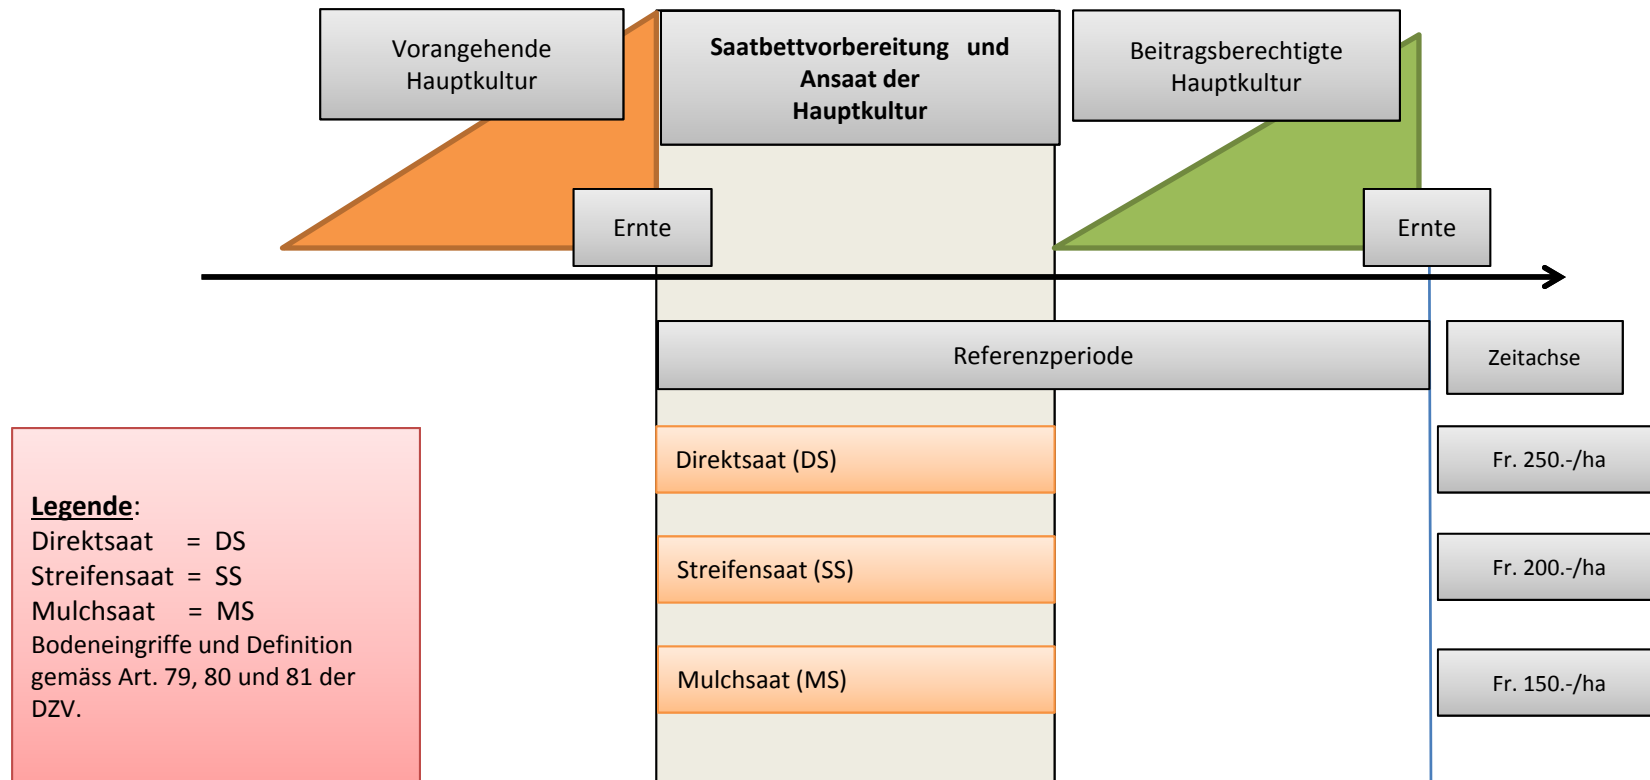 Vorangehende
Hauptkultur
Saatbettvorbereitung und
Ansaat der
Hauptkultur
Beitragsberechtigte
Hauptkultur
Ernte
Ernte
Referenzperiode
Zeitachse
Direktsaat (DS)
Fr. 250.-/ha
Streifensaat (SS)
Fr. 200.-/ha
Mulchsaat (MS)
Fr. 150.-/ha
Legende:
Direktsaat = DS
Streifensaat = SS
Mulchsaat = MS
Bodeneingriffe und Definition
gemäss Art. 79, 80 und 81 der
DZV.